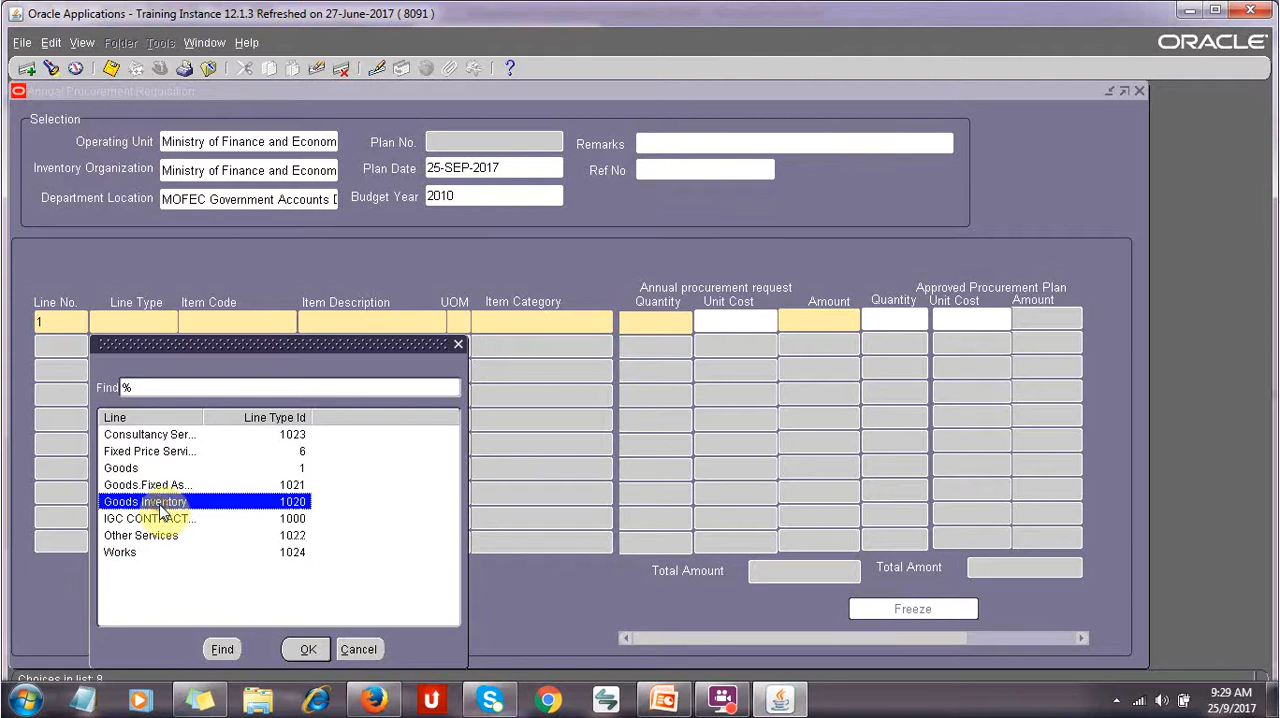 Oracle Applications - Training Instance 12.1.3 Refreshed on 27-June-2017 ( 8091 )
File Edit View Folder Tools Window Help
ORACLE
Annual Procurement Requisition
Selection
Operating Unit Ministry of Finance and Econom Plan No. Remarks
Inventory Organization Ministry of Finance and Econom Plan Date 25-SEP-2017 Ref No
Department Location MOFEC Government Accounts D Budget Year 2010
Annual procurement request Approved Procurement Plan
Line No. Line Type Item Code Item Description UOM Item Category Quantity Unit Cost Amount Quantity Unit Cost Amount
1
Find %
Line Line Type Id
Consultancy Ser... 1023
Fixed Price Servi... 6
Goods 1
Goods Fixed As... 1021
Goods Inventory 1020
IGC CONTRACT... 1000
Other Services 1022
Works 1024
Total Amount Total Amont
Freeze
Find OK Cancel
Choices in list: 8
9:29 AM
25/9/2017